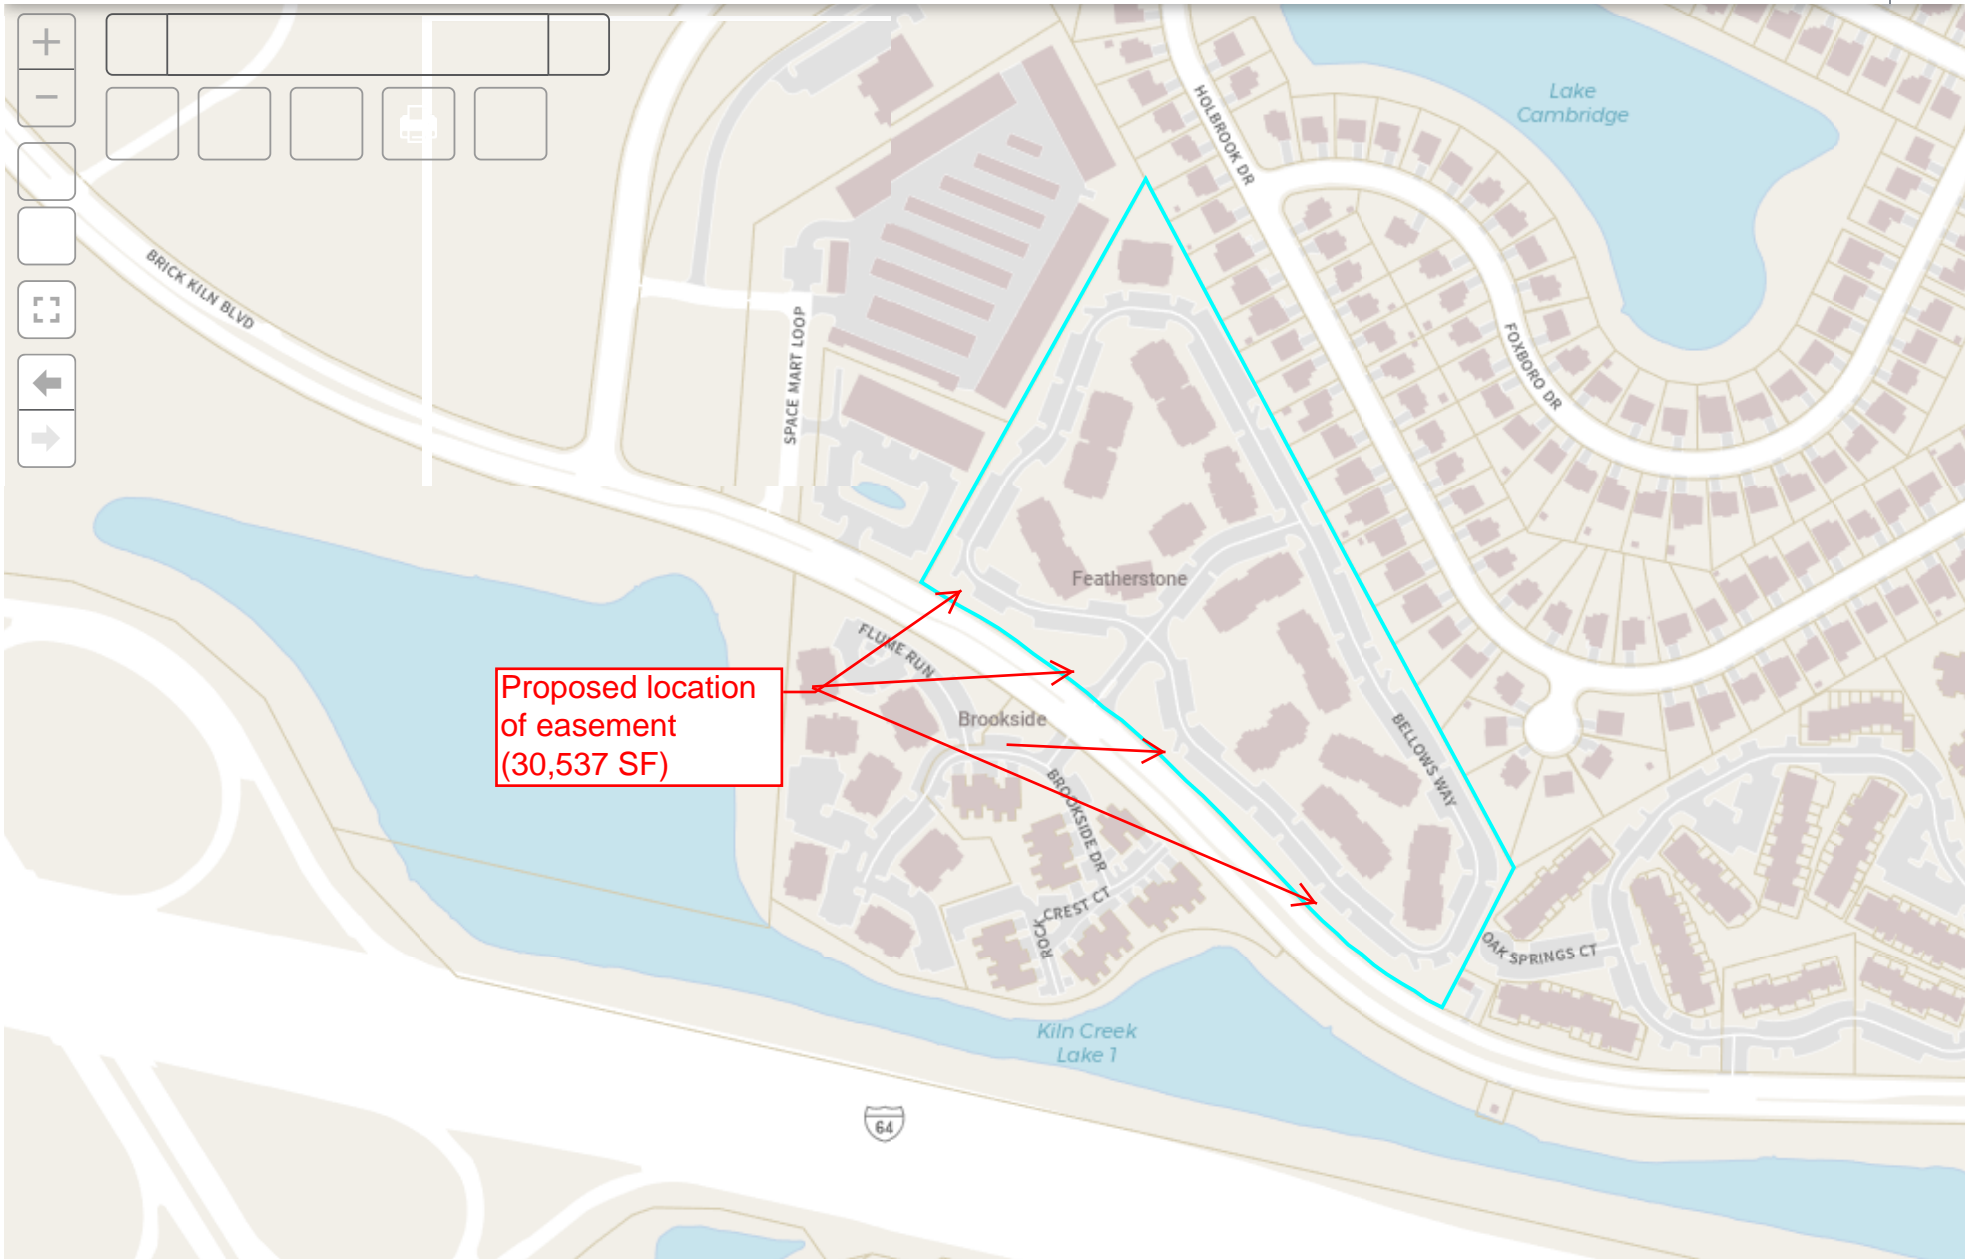 Lake
Cambridge
HOLBROOK DR
BRICK KILN BLVD
SPACE MART LOOP
FOXBORO DR
Featherstone
FLUME RUN
Proposed location
of easement
(30,537 SF)
Brookside
BELLOWS WAY
BROOKSIDE DR
ROCK CREST CT
OAK SPRINGS CT
Kiln Creek
Lake 1
64